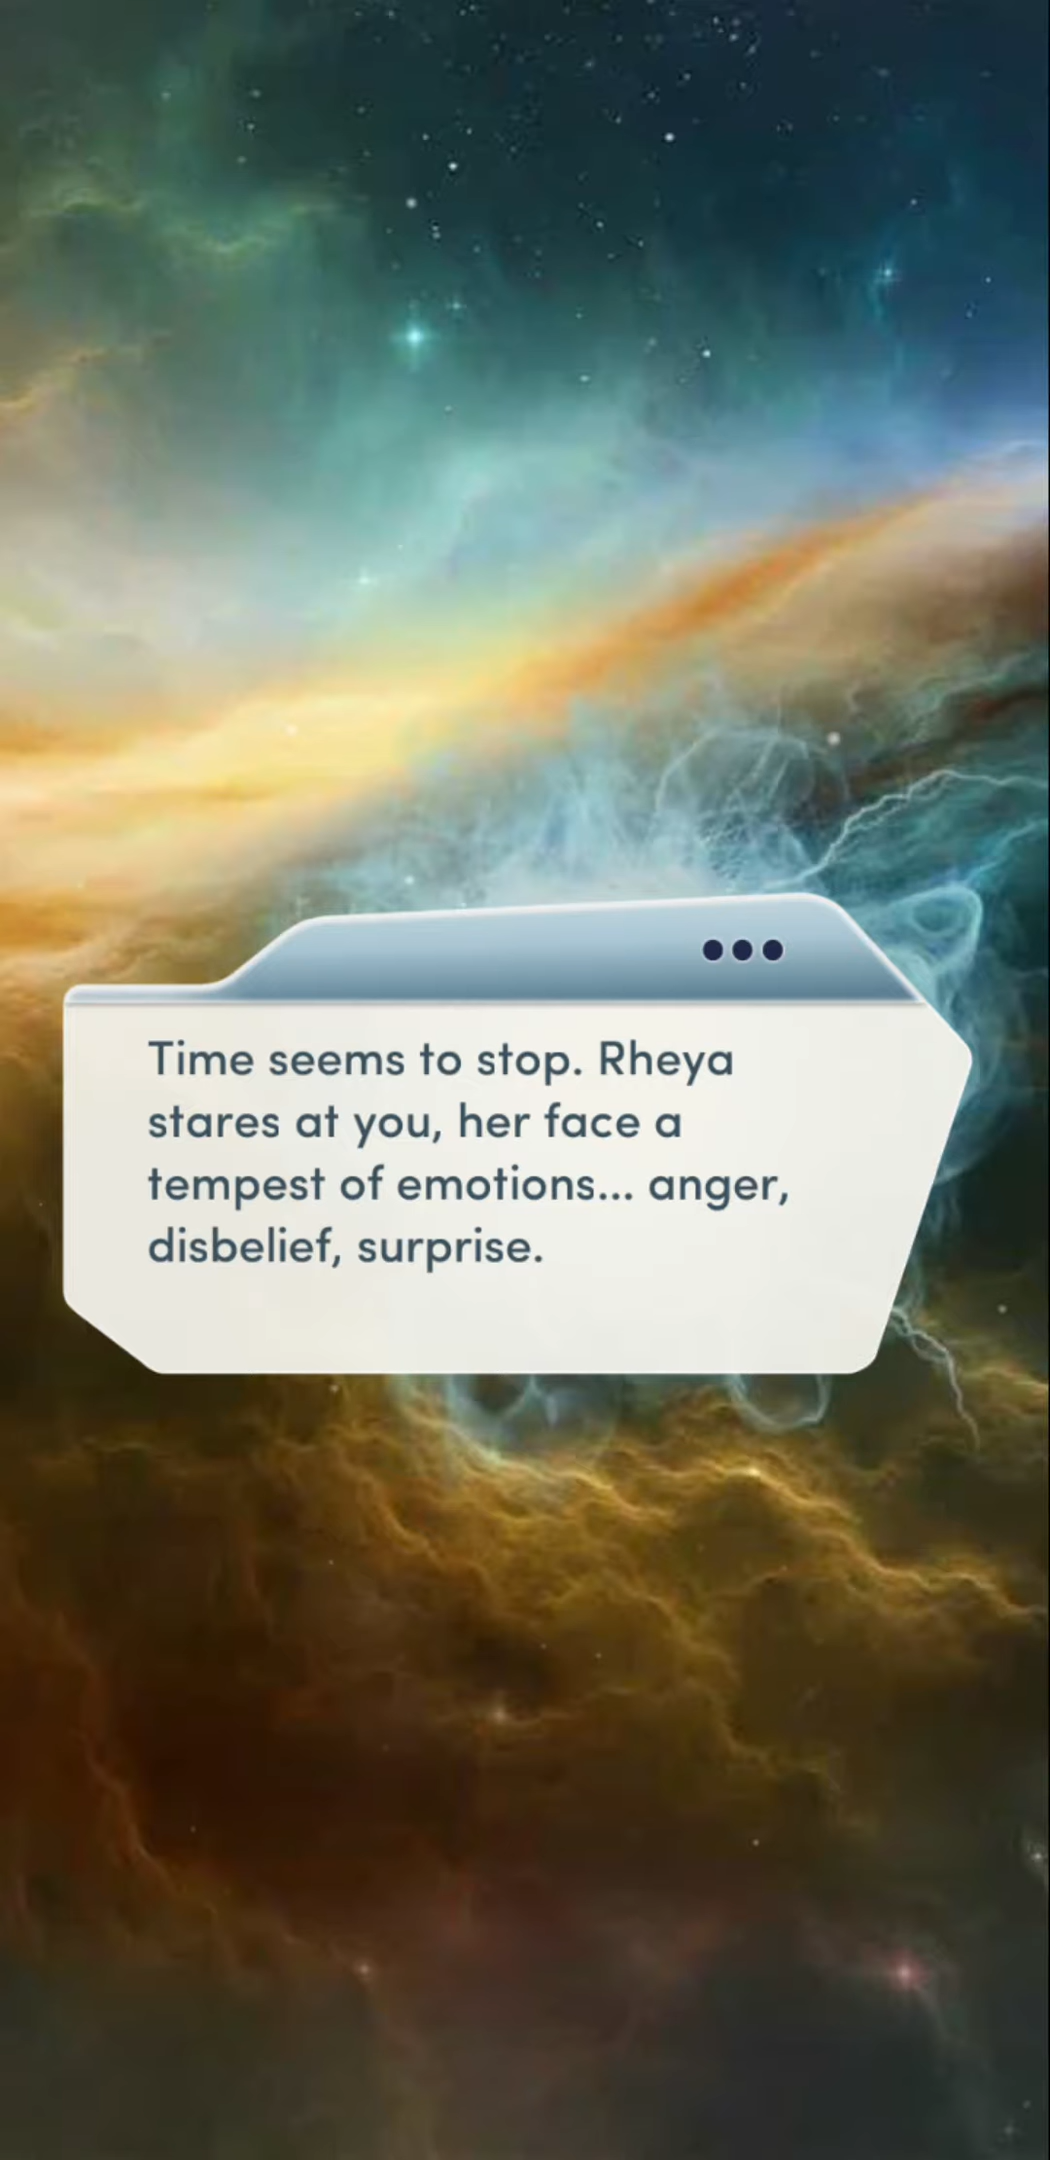 Time seems to stop. Rheya
stares at you, her face a
tempest of emotions... anger,
disbelief, surprise.